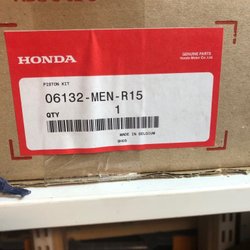 HONDA
GENUINE PARTS
Honda Motor Co., Ltd.
PISTON KIT
06132-MEN-R15
QTY 1
MADE IN BELGIUM